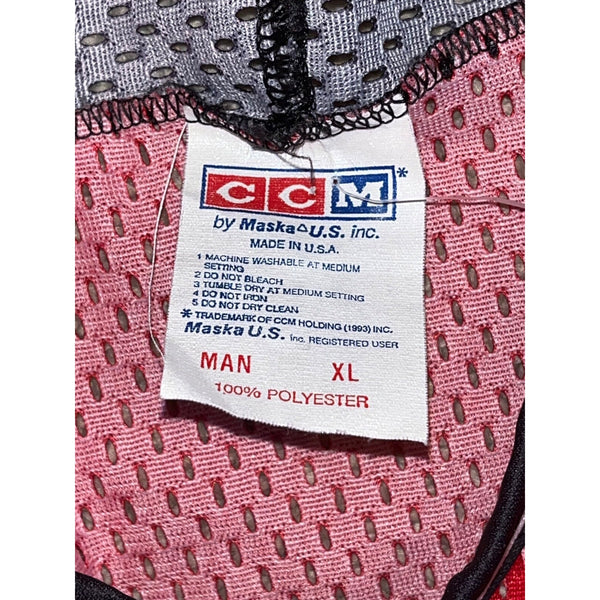 CCM*
by Maska△U.S. inc.
MADE IN U.S.A.
1 MACHINE WASHABLE AT MEDIUM
SETTING
2 DO NOT BLEACH
3 TUMBLE DRY AT MEDIUM SETTING
4 DO NOT IRON
5 DO NOT DRY CLEAN
* TRADEMARK OF CCM HOLDING (1993) INC.
Maska U.S. inc. REGISTERED USER
MAN XL
100% POLYESTER